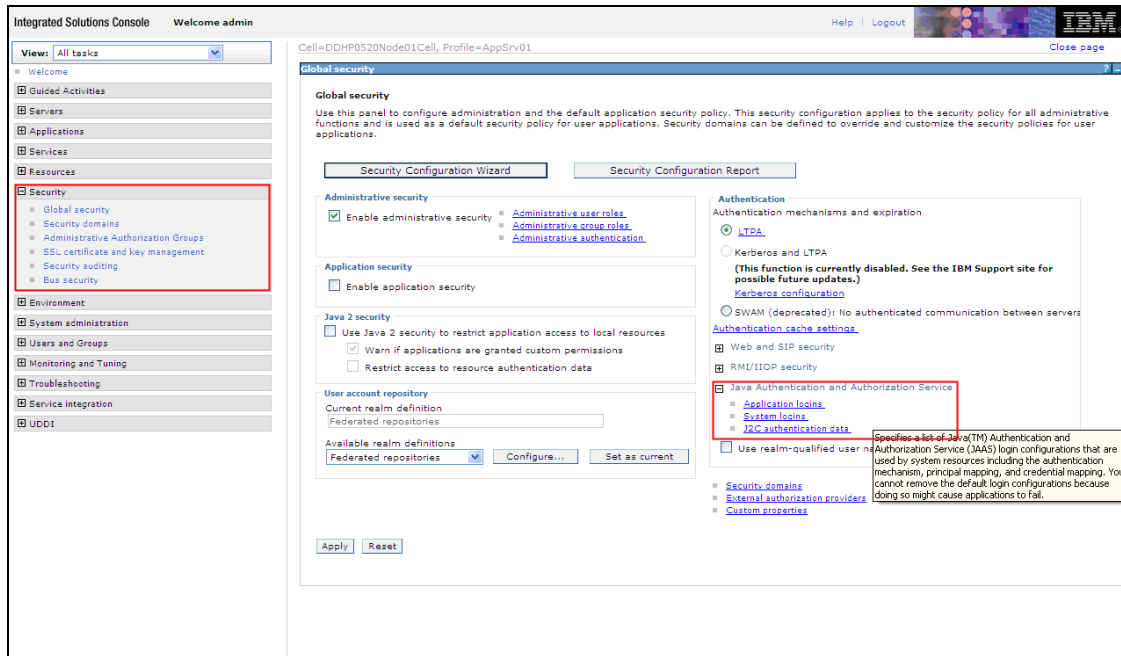 Integrated Solutions Console Welcome admin
Help | Logout
IBM
View: All tasks
Welcome
Guided Activities
Servers
Applications
Services
Resources
Security
Global security
Security domains
Administrative Authorization Groups
SSL certificate and key management
Security auditing
Bus security
Environment
System administration
Users and Groups
Monitoring and Tuning
Troubleshooting
Service integration
UDDI
Cell=DDHP0520Node01Cell, Profile=AppSrv01
Close page
Global security
? _
Global security
Use this panel to configure administration and the default application security policy. This security configuration applies to the security policy for all administrative
functions and is used as a default security policy for user applications. Security domains can be defined to override and customize the security policies for user
applications.
Security Configuration Wizard
Security Configuration Report
Administrative security
Enable administrative security
Administrative user roles
Administrative group roles
Administrative authentication
Application security
Enable application security
Java 2 security
Use Java 2 security to restrict application access to local resources
Warn if applications are granted custom permissions
Restrict access to resource authentication data
User account repository
Current realm definition
Federated repositories
Available realm definitions
Federated repositories
Configure...
Set as current
Authentication
Authentication mechanisms and expiration
LTPA
Kerberos and LTPA
(This function is currently disabled. See the IBM Support site for
possible future updates.)
Kerberos configuration
SWAM (deprecated): No authenticated communication between servers
Authentication cache settings
Web and SIP security
RMI/IIOP security
Java Authentication and Authorization Service
Application logins
System logins
J2C authentication data
Use realm-qualified user
Specifies a list of Java(TM) Authentication and
Authorization Service (JAAS) login configurations that are
used by system resources including the authentication
mechanism, principal mapping, and credential mapping. You
cannot remove the default login configurations because
doing so might cause applications to fail.
Security domains
External authorization providers
Custom properties
Apply
Reset